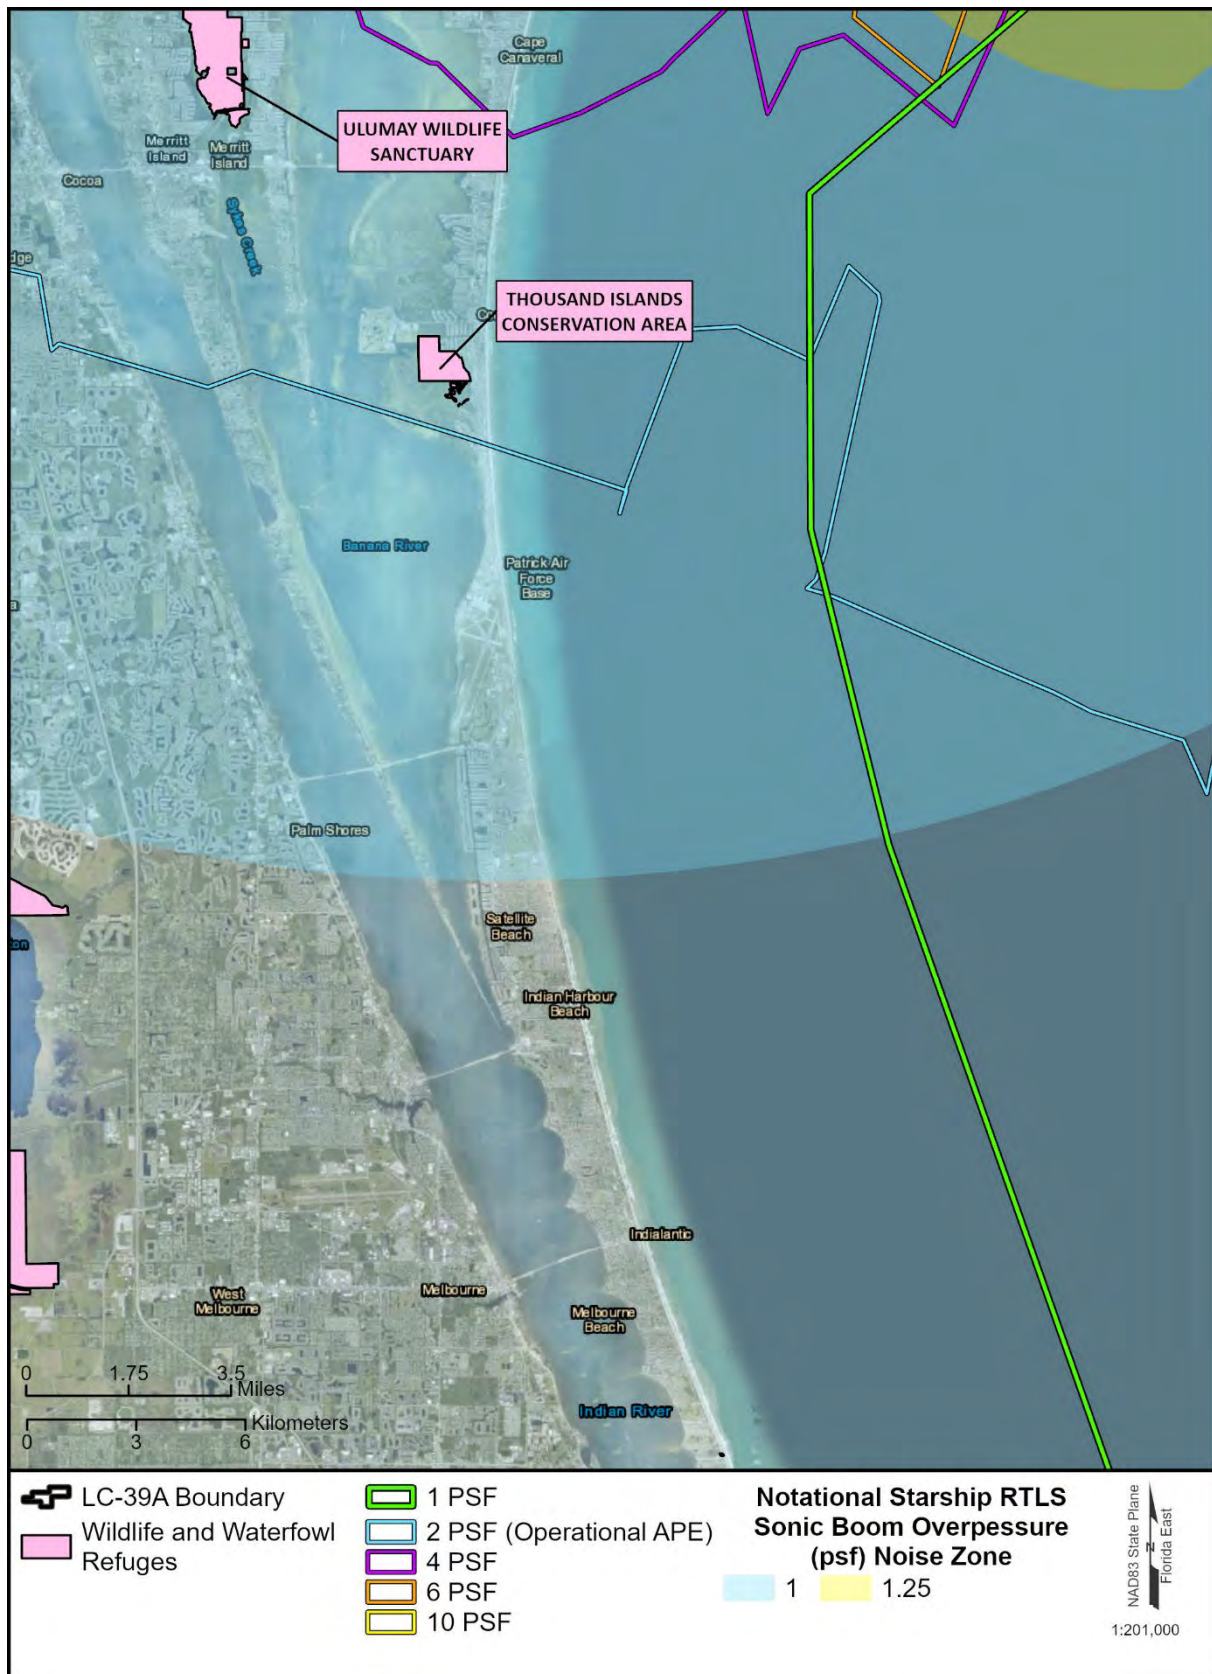 Cape
Canaveral
ULUMAY WILDLIFE
SANCTUARY
Merritt
Island
Merritt
Island
Cocoa
Sykes Creek
dge
THOUSAND ISLANDS
CONSERVATION AREA
Co
Banana River
Patrick Air
Force
Base
a
Palm Shores
Satellite
Beach
ton
Indian Harbour
Beach
Indialantic
West
Melbourne
Melbourne
Melbourne
Beach
Indian River
0 1.75 3.5
Miles
Kilometers
0 3 6
LC-39A Boundary
Wildlife and Waterfowl
Refuges
1 PSF
2 PSF (Operational APE)
4 PSF
6 PSF
10 PSF
Notational Starship RTLS
Sonic Boom Overpressure
(psf) Noise Zone
1 1.25
NAD83 State Plane
Florida East
N
1:201,000